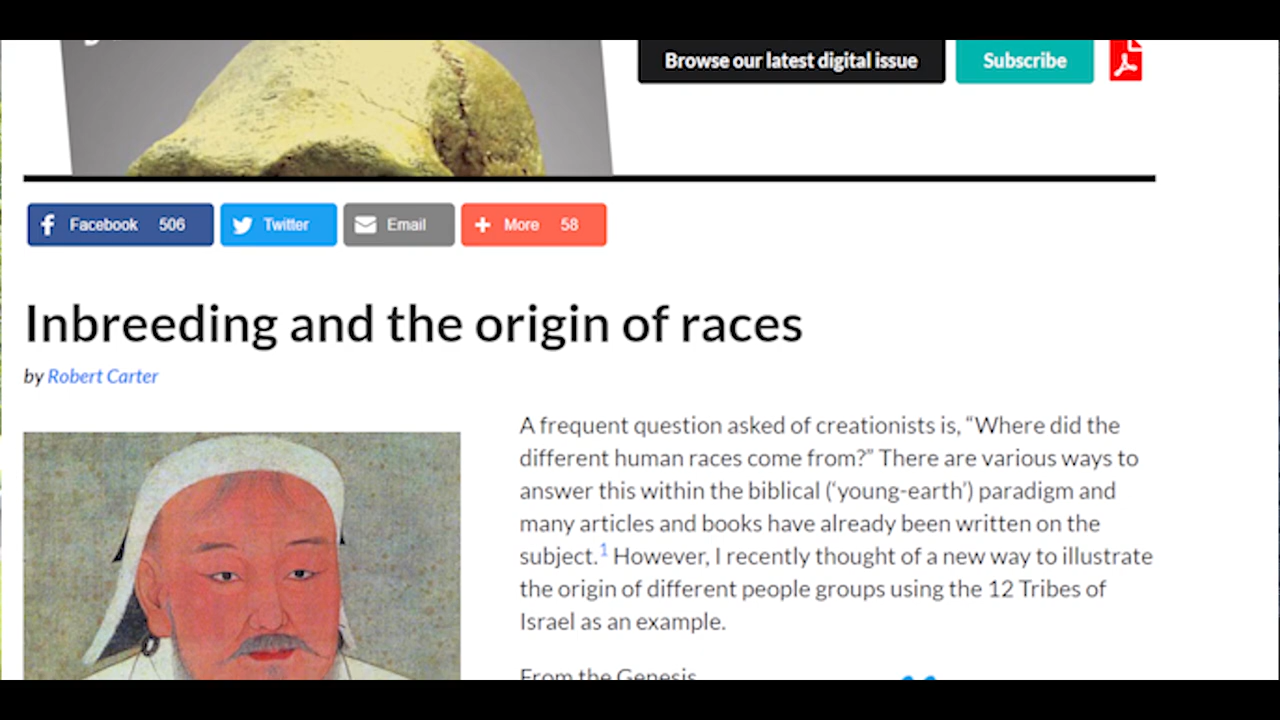 Browse our latest digital issue
Subscribe
Facebook 506
Twitter
Email
More 58
Inbreeding and the origin of races
by Robert Carter
A frequent question asked of creationists is, “Where did the
different human races come from?” There are various ways to
answer this within the biblical (‘young-earth’) paradigm and
many articles and books have already been written on the
subject.1 However, I recently thought of a new way to illustrate
the origin of different people groups using the 12 Tribes of
Israel as an example.
From the Genesis